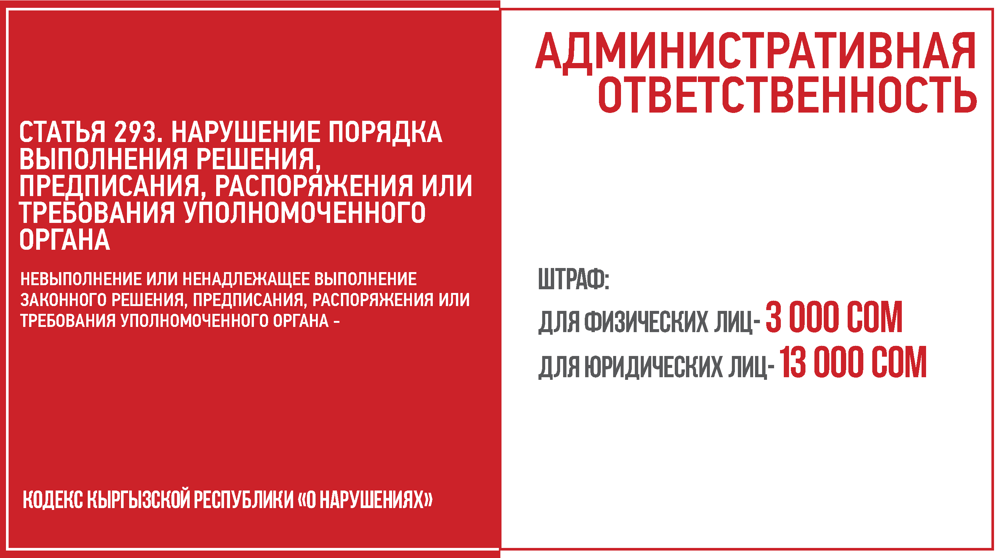 СТАТЬЯ 293. НАРУШЕНИЕ ПОРЯДКА
ВЫПОЛНЕНИЯ РЕШЕНИЯ,
ПРЕДПИСАНИЯ, РАСПОРЯЖЕНИЯ ИЛИ
ТРЕБОВАНИЯ УПОЛНОМОЧЕННОГО
ОРГАНА
НЕВЫПОЛНЕНИЕ ИЛИ НЕНАДЛЕЖАЩЕЕ ВЫПОЛНЕНИЕ
ЗАКОННОГО РЕШЕНИЯ, ПРЕДПИСАНИЯ, РАСПОРЯЖЕНИЯ ИЛИ
ТРЕБОВАНИЯ УПОЛНОМОЧЕННОГО ОРГАНА -
КОДЕКС КЫРГЫЗСКОЙ РЕСПУБЛИКИ «О НАРУШЕНИЯХ»
АДМИНИСТРАТИВНАЯ
ОТВЕТСТВЕННОСТЬ
ШТРАФ:
ДЛЯ ФИЗИЧЕСКИХ ЛИЦ- 3 000 СОМ
ДЛЯ ЮРИДИЧЕСКИХ ЛИЦ- 13 000 СОМ